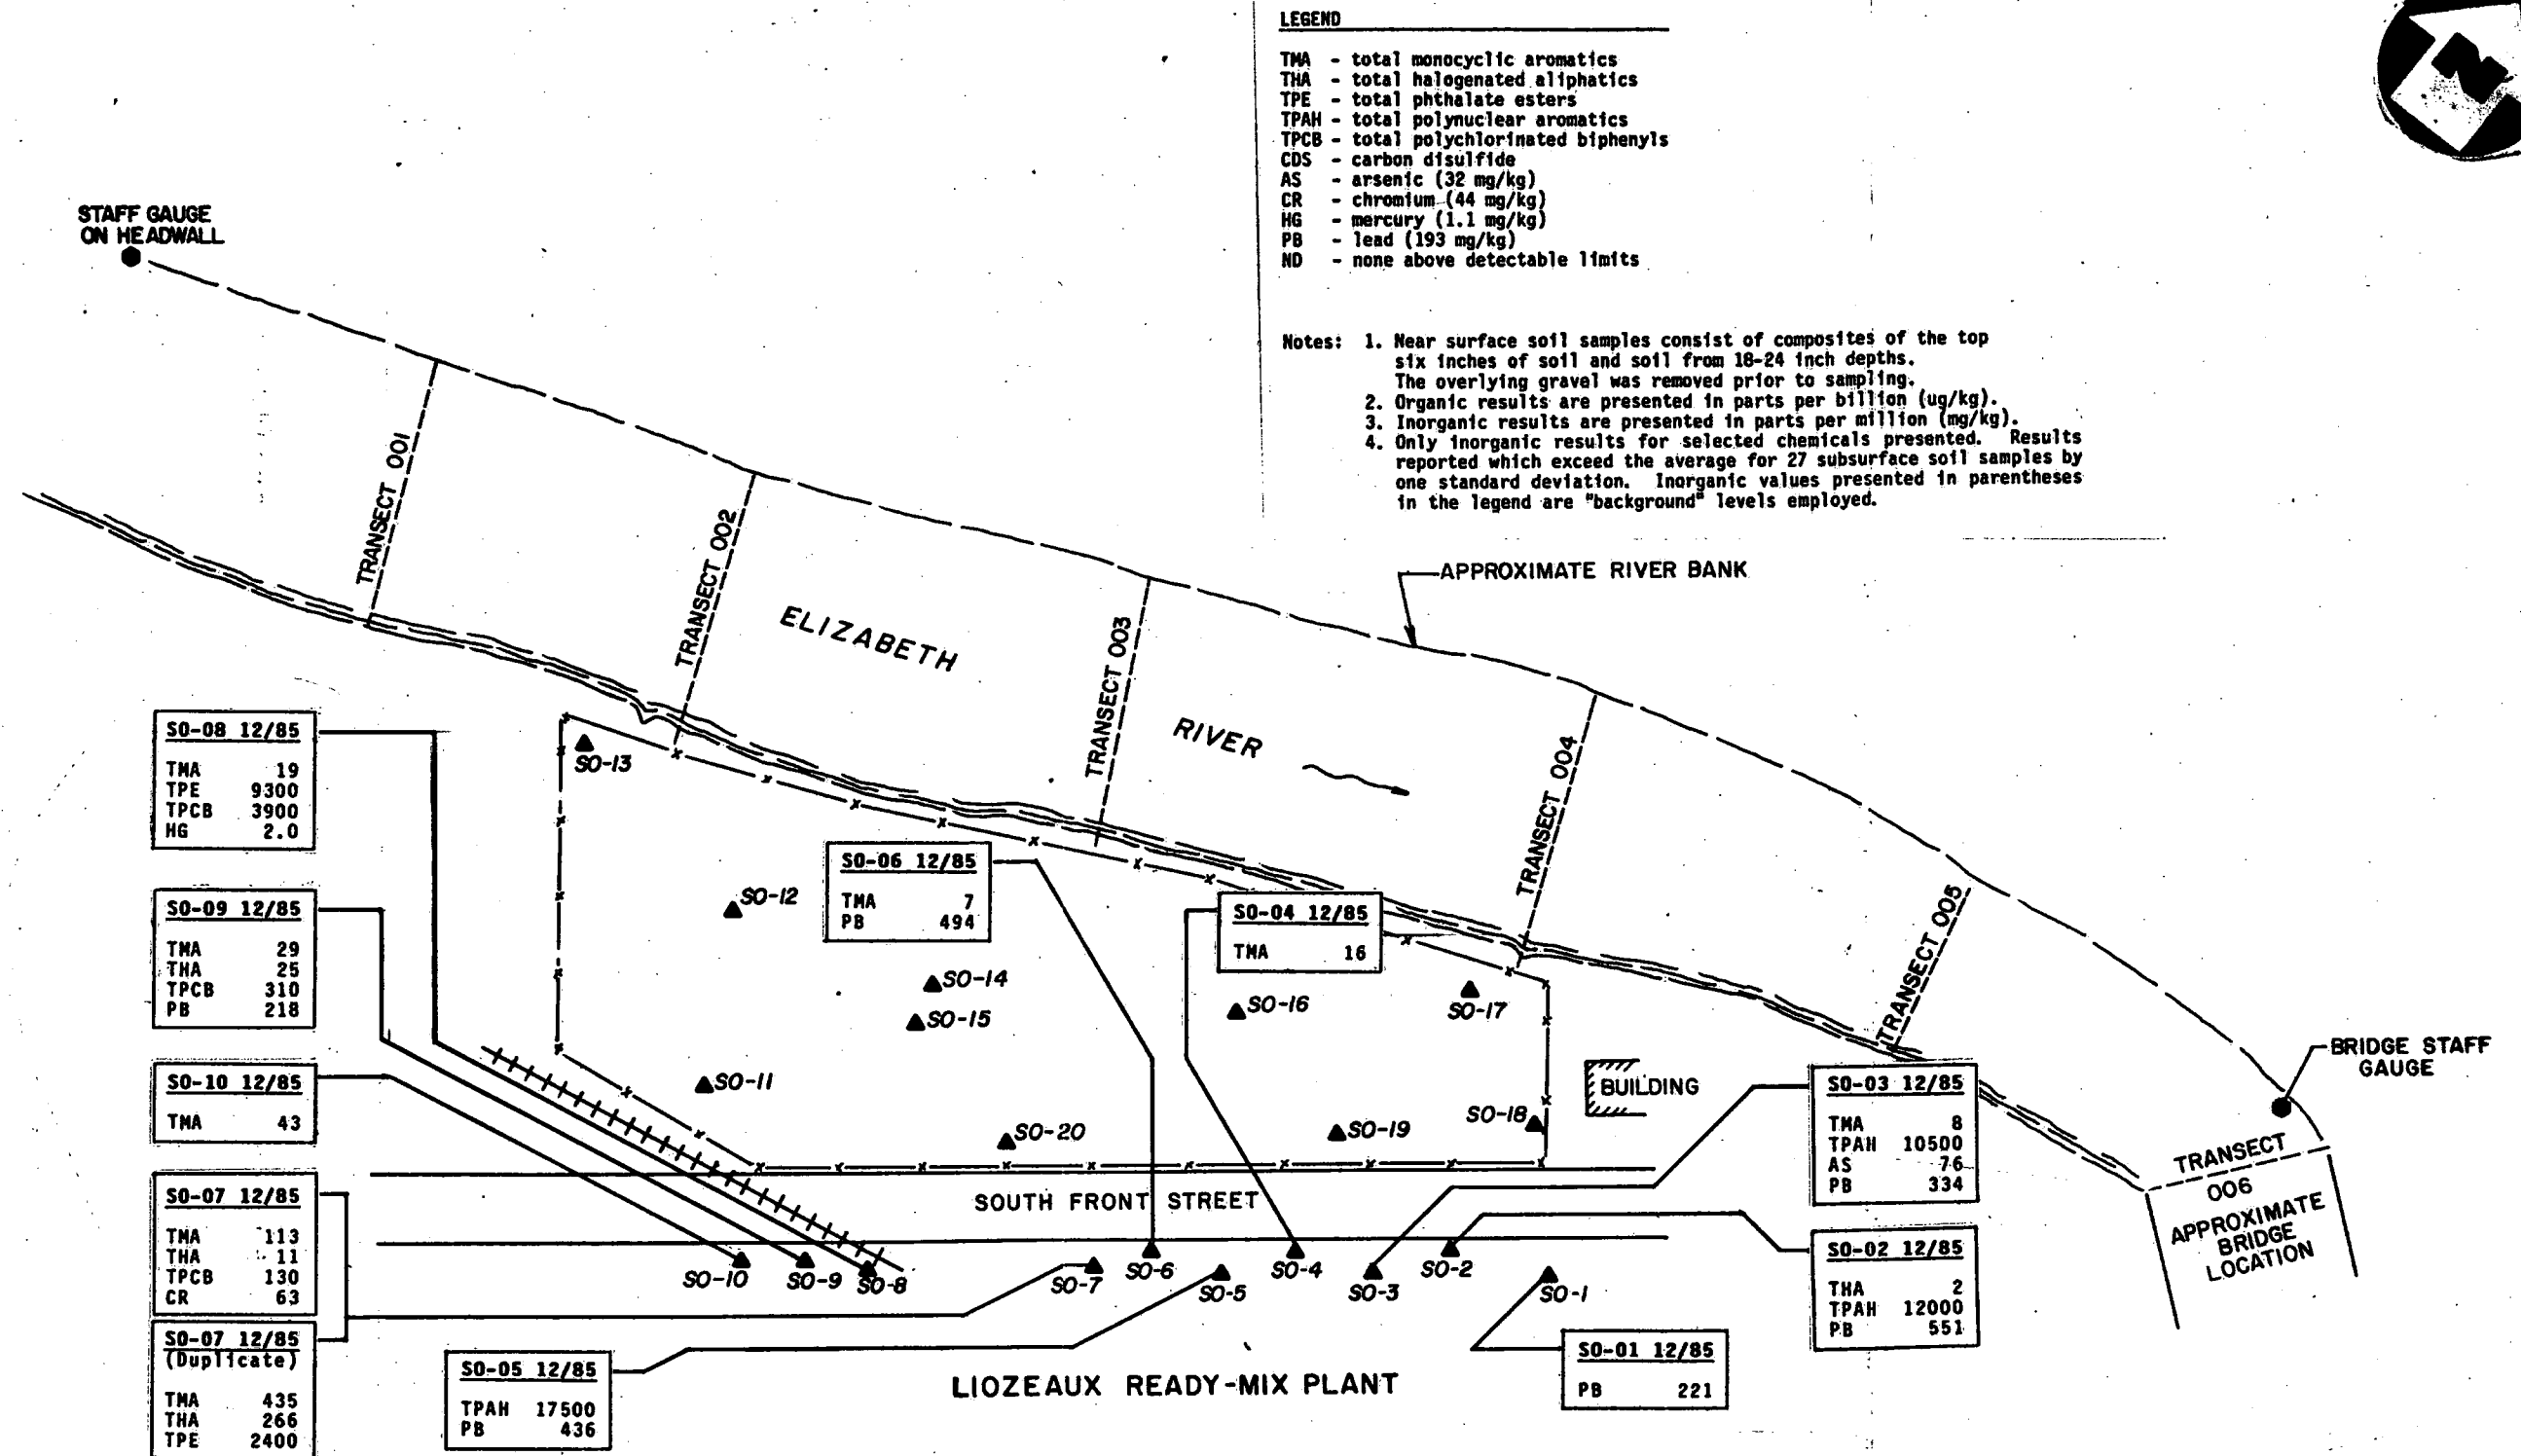 LEGEND
TMA - total monocyclic aromatics
THA - total halogenated aliphatics
TPE - total phthalate esters
TPAH - total polynuclear aromatics
TPCB - total polychlorinated biphenyls
CDS - carbon disulfide
AS - arsenic (32 mg/kg)
CR - chromium (44 mg/kg)
HG - mercury (1.1 mg/kg)
PB - lead (193 mg/kg)
ND - none above detectable limits
Notes: 1. Near surface soil samples consist of composites of the top
six inches of soil and soil from 18-24 inch depths.
The overlying gravel was removed prior to sampling.
2. Organic results are presented in parts per billion (ug/kg).
3. Inorganic results are presented in parts per million (mg/kg).
4. Only inorganic results for selected chemicals presented. Results
reported which exceed the average for 27 subsurface soil samples by
one standard deviation. Inorganic values presented in parentheses
in the legend are "background" levels employed.
N
STAFF GAUGE
ON HEADWALL
TRANSECT 001
TRANSECT 002
TRANSECT 003
TRANSECT 004
TRANSECT 005
ELIZABETH
RIVER
APPROXIMATE RIVER BANK
BRIDGE STAFF
GAUGE
TRANSECT
006
APPROXIMATE
BRIDGE
LOCATION
SO-08 12/85
TMA 19
TPE 9300
TPCB 3900
HG 2.0
SO-09 12/85
TMA 29
THA 25
TPCB 310
PB 218
SO-10 12/85
TMA 43
SO-07 12/85
TMA 113
THA 11
TPCB 130
CR 63
SO-07 12/85
(Duplicate)
TMA 435
THA 266
TPE 2400
SO-06 12/85
TMA 7
PB 494
SO-04 12/85
TMA 16
SO-03 12/85
TMA 8
TPAH 10500
AS 76
PB 334
SO-02 12/85
THA 2
TPAH 12000
PB 551
SO-05 12/85
TPAH 17500
PB 436
SO-01 12/85
PB 221
SO-13
SO-12
SO-14
SO-15
SO-16
SO-17
SO-11
SO-20
SO-19
SO-18
BUILDING
SOUTH FRONT STREET
SO-10
SO-9
SO-8
SO-7
SO-6
SO-5
SO-4
SO-3
SO-2
SO-1
LIOZEAUX READY-MIX PLANT